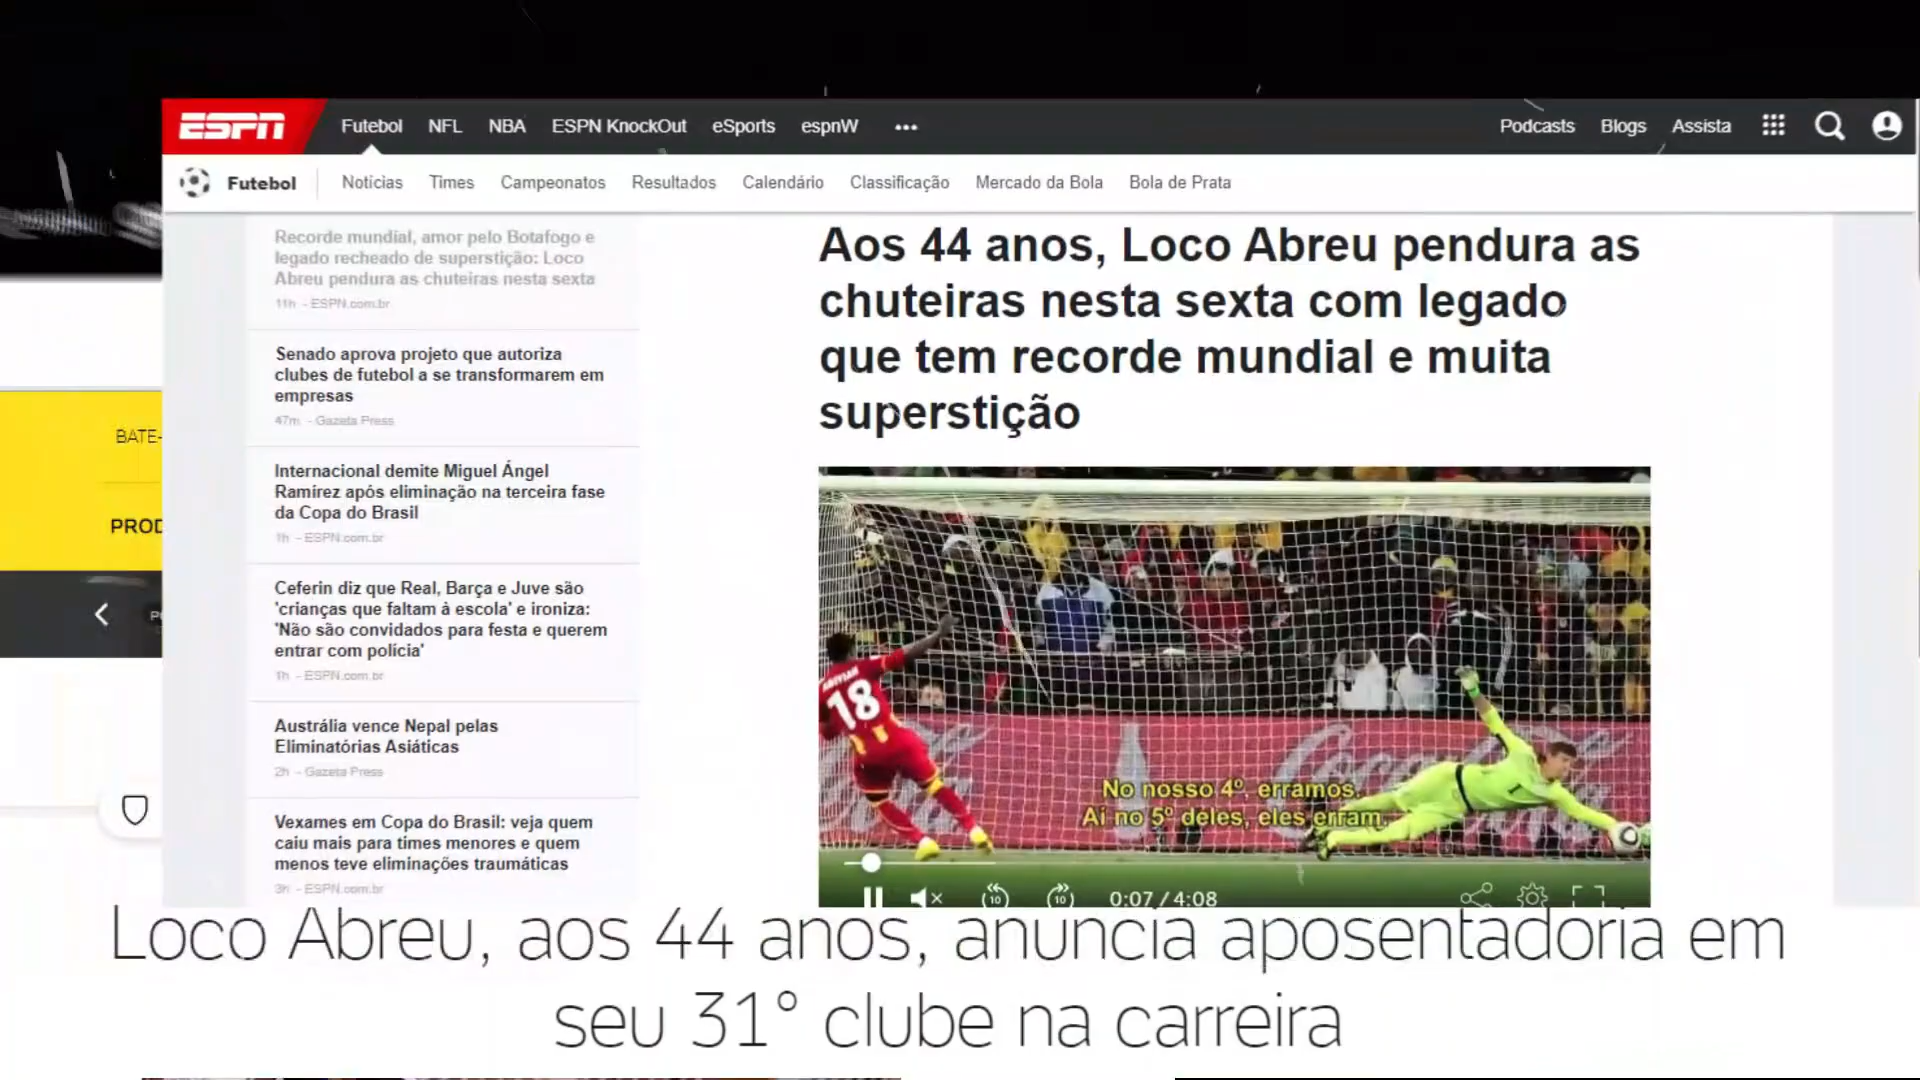 ESPN
Futebol NFL NBA ESPN KnockOut eSports espnW
Podcasts Blogs Assista
Futebol
Notícias Times Campeonatos Resultados Calendário Classificação Mercado da Bola Bola de Prata
Recorde mundial, amor pelo Botafogo e
legado recheado de superstição: Loco
Abreu pendura as chuteiras nesta sexta
11h - ESPN.com.br
Senado aprova projeto que autoriza
clubes de futebol a se transformarem em
empresas
47m - Gazeta Press
Internacional demite Miguel Ángel
Ramírez após eliminação na terceira fase
da Copa do Brasil
1h - ESPN.com.br
Ceferin diz que Real, Barça e Juve são
'crianças que faltam à escola' e ironiza:
'Não são convidados para festa e querem
entrar com polícia'
1h - ESPN.com.br
Austrália vence Nepal pelas
Eliminatórias Asiáticas
2h - Gazeta Press
Vexames em Copa do Brasil: veja quem
caiu mais para times menores e quem
menos teve eliminações traumáticas
3h - ESPN.com.br
Aos 44 anos, Loco Abreu pendura as
chuteiras nesta sexta com legado
que tem recorde mundial e muita
superstição
18
No nosso 4º, erramos.
Aí no 5º deles, eles erram.
10 10 0:07 / 4:08
BATE-
PROD
Loco Abreu, aos 44 anos, anuncia aposentadoria em
seu 31º clube na carreira